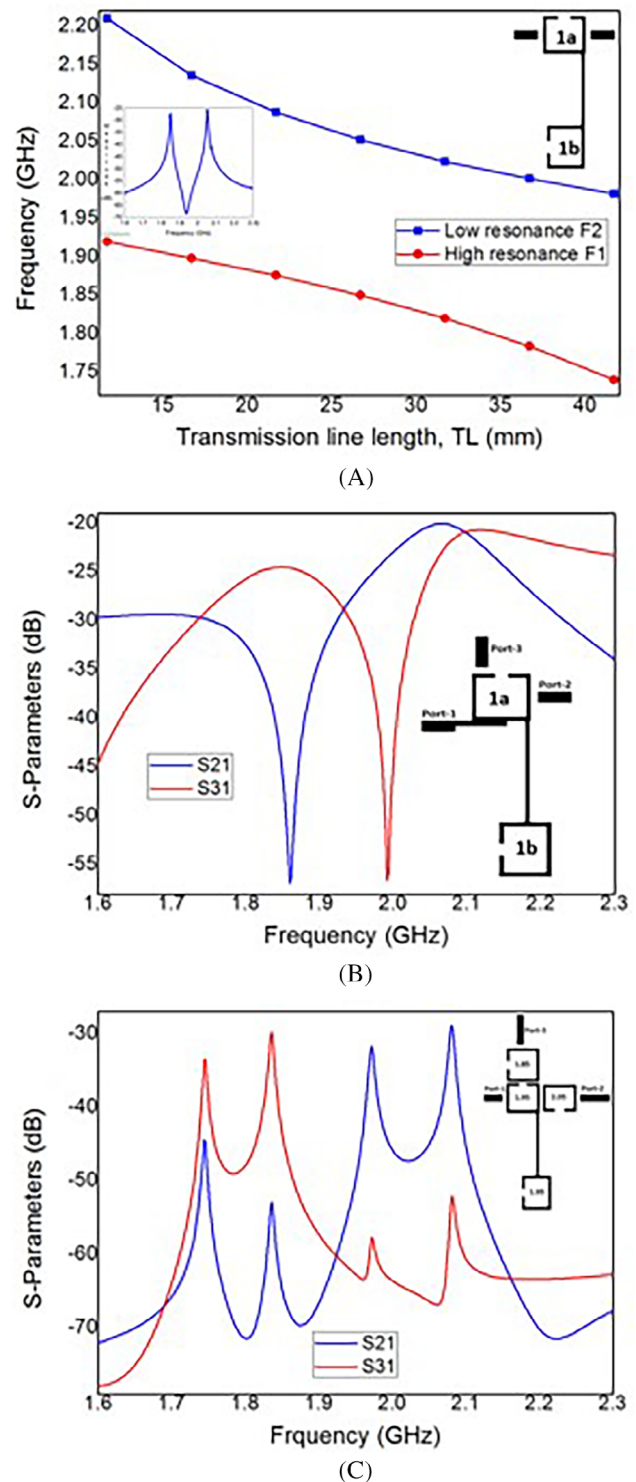 2.20
2.15
2.10
2.05
2.00
1.95
1.90
1.85
1.80
1.75
Frequency (GHz)
1a
1b
Frequency (GHz)
Low resonance F2
High resonance F1
15 20 25 30 35 40
Transmission line length, TL (mm)
(A)
-20
-25
-30
-35
-40
-45
-50
-55
S-Parameters (dB)
Port-3
1a
Port-2
Port-1
1b
S21
S31
1.6 1.7 1.8 1.9 2.0 2.1 2.2 2.3
Frequency (GHz)
(B)
-30
-40
-50
-60
-70
S-Parameters (dB)
Port-2
S21
S31
1.6 1.7 1.8 1.9 2.0 2.1 2.2 2.3
Frquency (GHz)
(C)